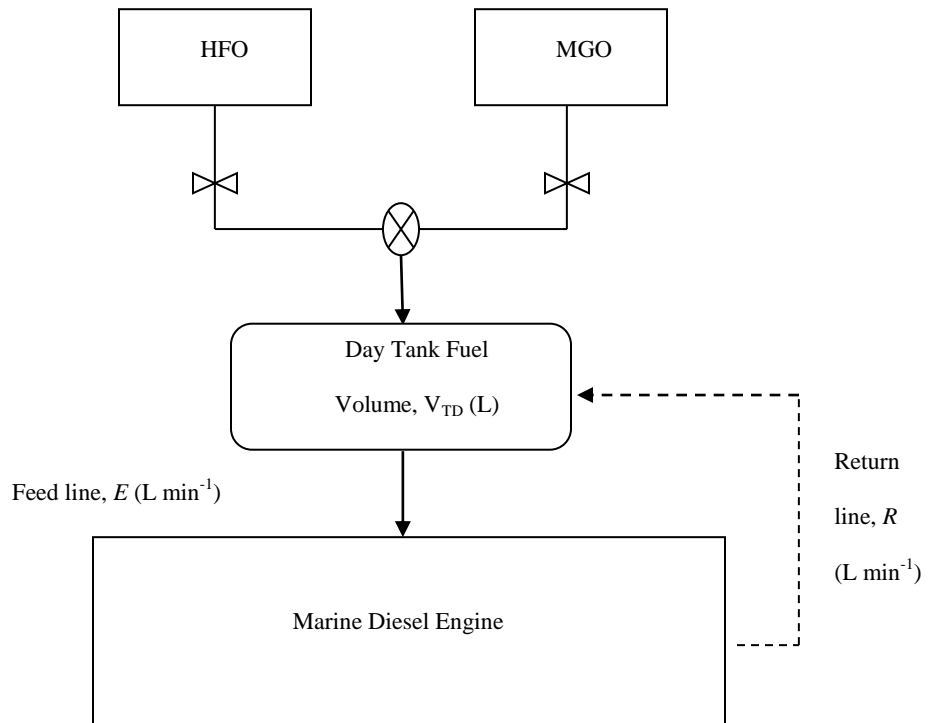 HFO
MGO
Day Tank Fuel
Volume, V_TD (L)
Feed line, E (L min⁻¹)
Return
line, R
(L min⁻¹)
Marine Diesel Engine